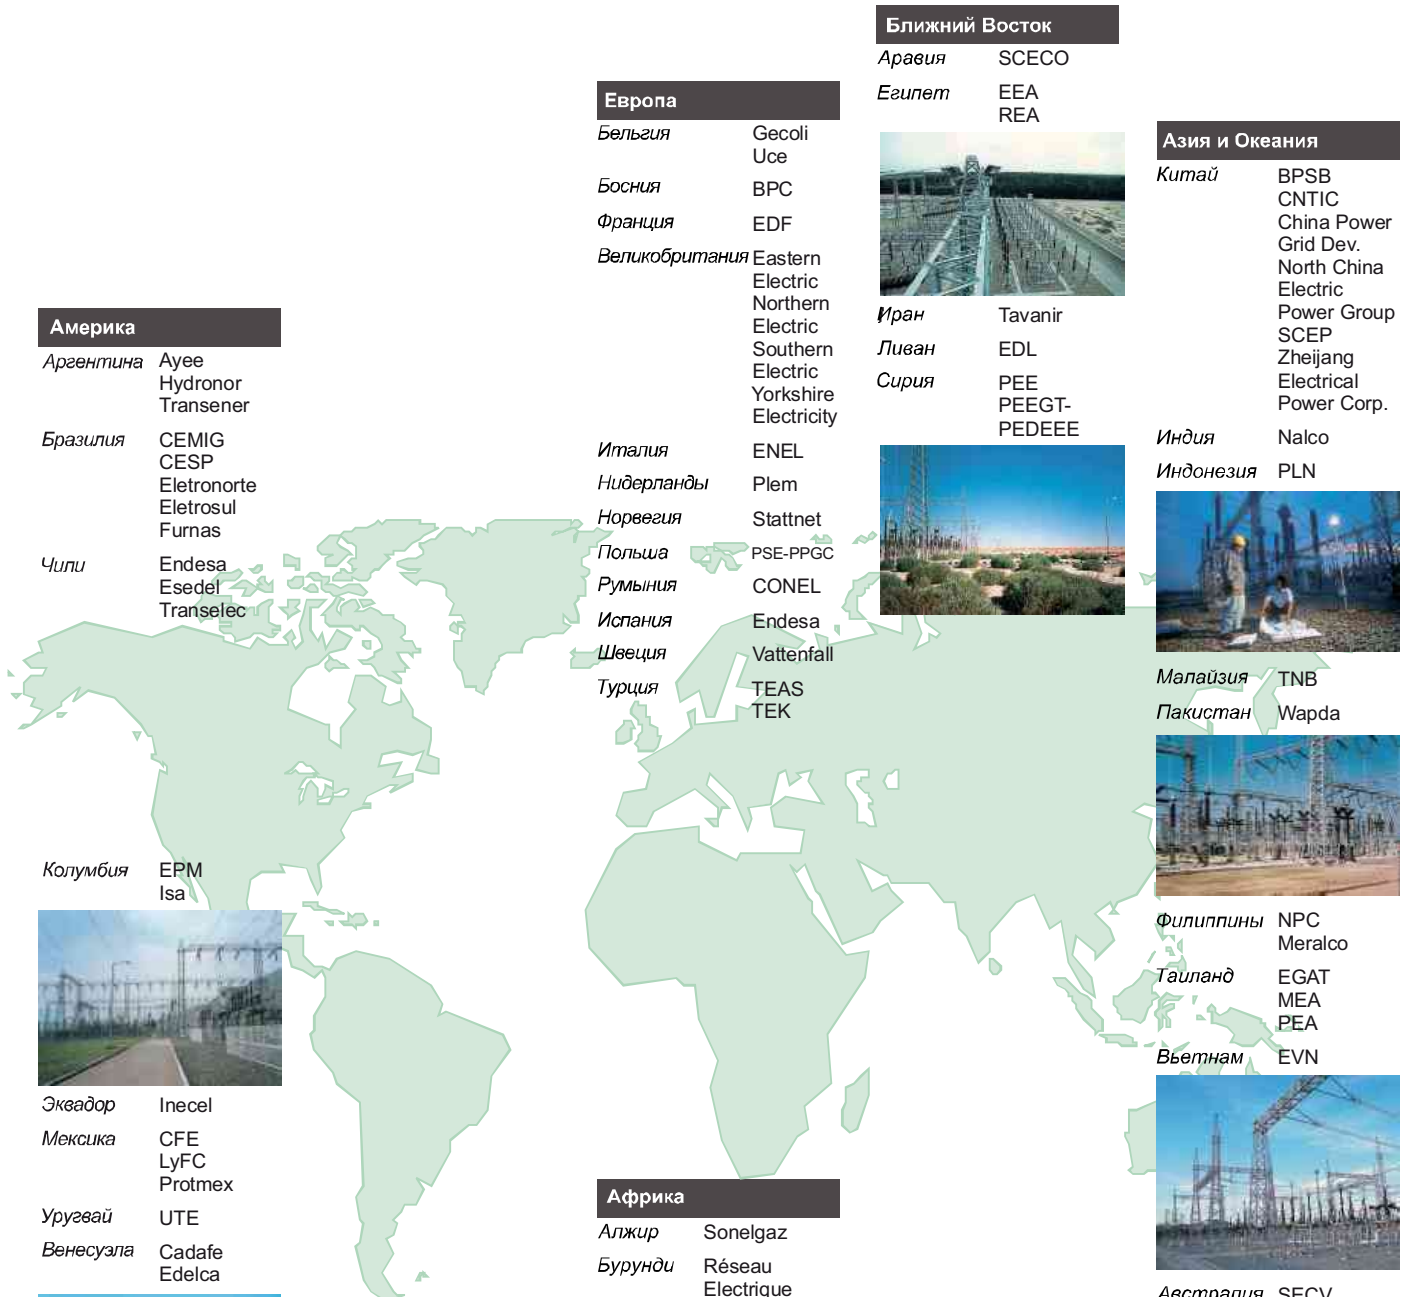 Америка
Аргентина Ayee
Hydronor
Transener
Бразилия CEMIG
CESP
Eletronorte
Eletrosul
Furnas
Чили Endesa
Esedel
Transelec
Колумбия EPM
Isa
Эквадор Inecel
Мексика CFE
LyFC
Protmex
Уругвай UTE
Венесуэла Cadafe
Edelca
Европа
Бельгия Gecoli
Uce
Босния BPC
Франция EDF
Великобритания Eastern
Electric
Northern
Electric
Southern
Electric
Yorkshire
Electricity
Италия ENEL
Нидерланды Plem
Норвегия Stattnet
Польша PSE-PPGC
Румыния CONEL
Испания Endesa
Швеция Vattenfall
Турция TEAS
TEK
Африка
Алжир Sonelgaz
Бурунди Réseau
Electrique
Ближний Восток
Аравия SCECO
Египет EEA
REA
Иран Tavanir
Ливан EDL
Сирия PEE
PEEGT-
PEDEEE
Азия и Океания
Китай BPSB
CNTIC
China Power
Grid Dev.
North China
Electric
Power Group
SCEP
Zheijang
Electrical
Power Corp.
Индия Nalco
Индонезия PLN
Малайзия TNB
Пакистан Wapda
Филиппины NPC
Meralco
Таиланд EGAT
MEA
PEA
Вьетнам EVN
Австралия SECV